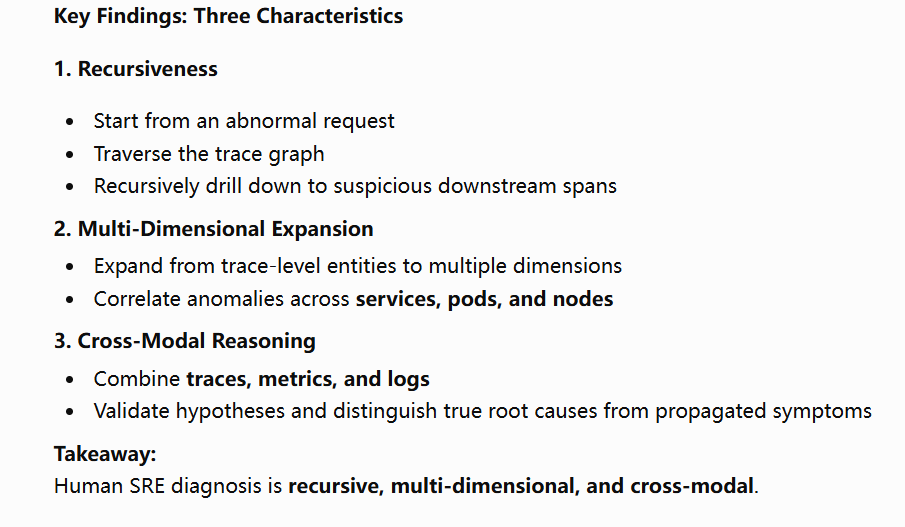 Key Findings: Three Characteristics
1. Recursiveness
• Start from an abnormal request
• Traverse the trace graph
• Recursively drill down to suspicious downstream spans
2. Multi-Dimensional Expansion
• Expand from trace-level entities to multiple dimensions
• Correlate anomalies across services, pods, and nodes
3. Cross-Modal Reasoning
• Combine traces, metrics, and logs
• Validate hypotheses and distinguish true root causes from propagated symptoms
Takeaway:
Human SRE diagnosis is recursive, multi-dimensional, and cross-modal.